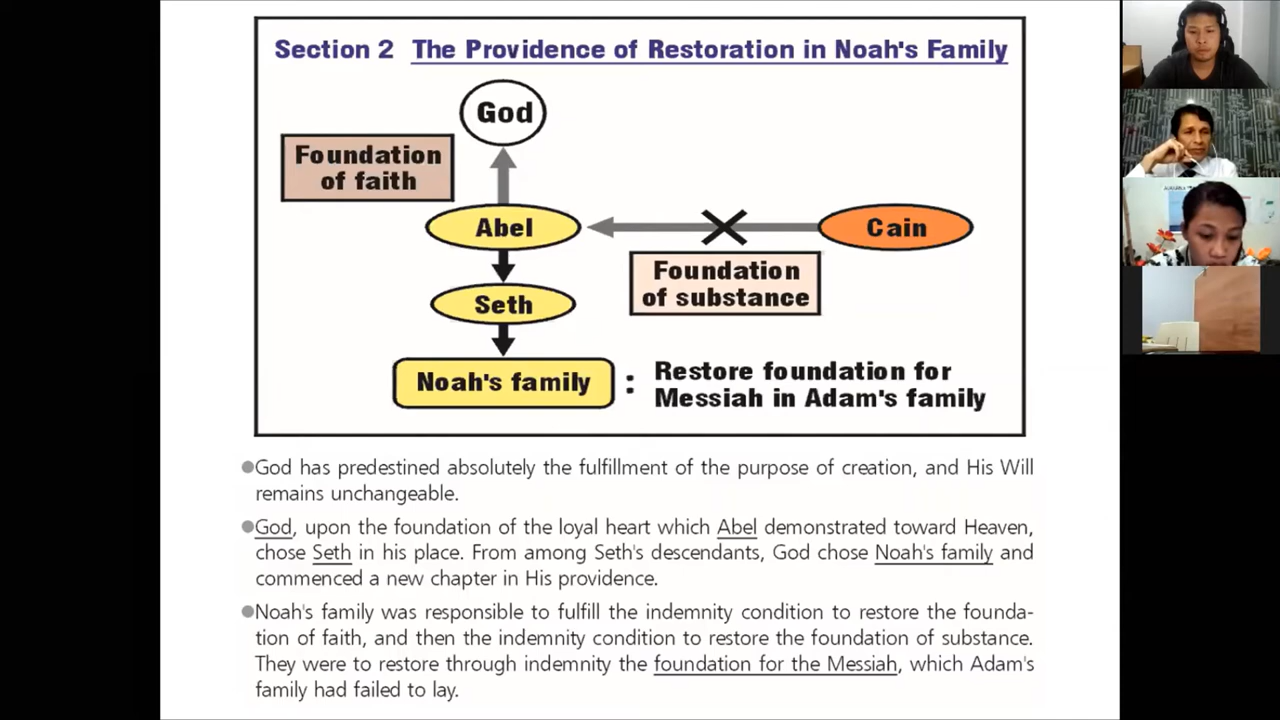 Section 2 The Providence of Restoration in Noah's Family
God
Foundation
of faith
Abel
Cain
Foundation
of substance
Seth
Noah's family : Restore foundation for
Messiah in Adam's family
●God has predestined absolutely the fulfillment of the purpose of creation, and His Will
remains unchangeable.
●God, upon the foundation of the loyal heart which Abel demonstrated toward Heaven,
chose Seth in his place. From among Seth's descendants, God chose Noah's family and
commenced a new chapter in His providence.
●Noah's family was responsible to fulfill the indemnity condition to restore the founda-
tion of faith, and then the indemnity condition to restore the foundation of substance.
They were to restore through indemnity the foundation for the Messiah, which Adam's
family had failed to lay.